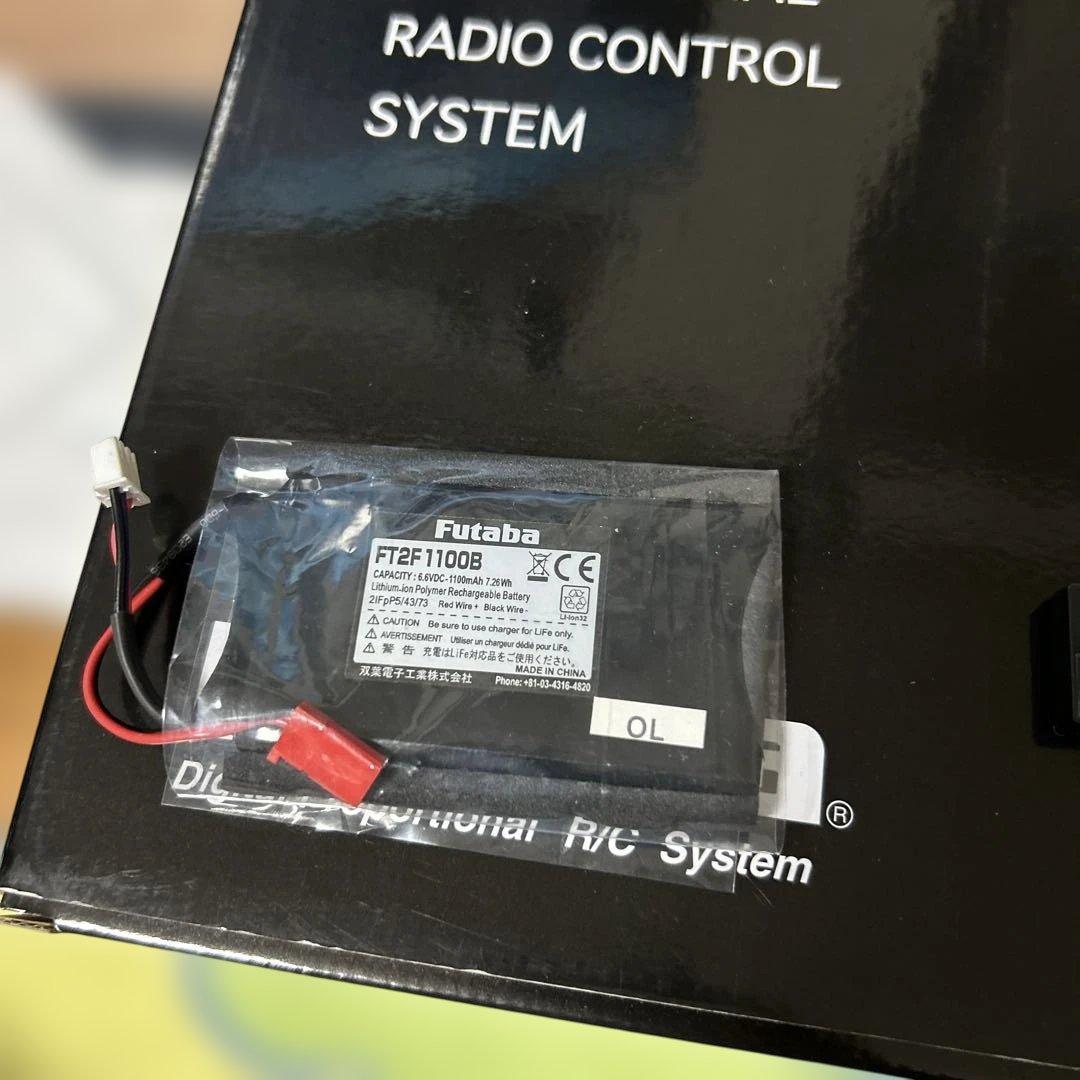 RADIO CONTROL
SYSTEM
Futaba
FT2F1100B
CAPACITY : 6.6VDC-1100mAh 7.26Wh
Lithium-ion Polymer Rechargeable Battery
2IFpP5/43/73 Red Wire + Black Wire -
CE
Li-ion32
CAUTION Be sure to use charger for LiFe only.
AVERTISSEMENT Utiliser un chargeur dédié pour LiFe.
警 告 充電はLiFe対応品をご使用ください。
MADE IN CHINA
双葉電子工業株式会社 Phone: +81-03-4316-4820
OL
®
Digital Proportional R/C System